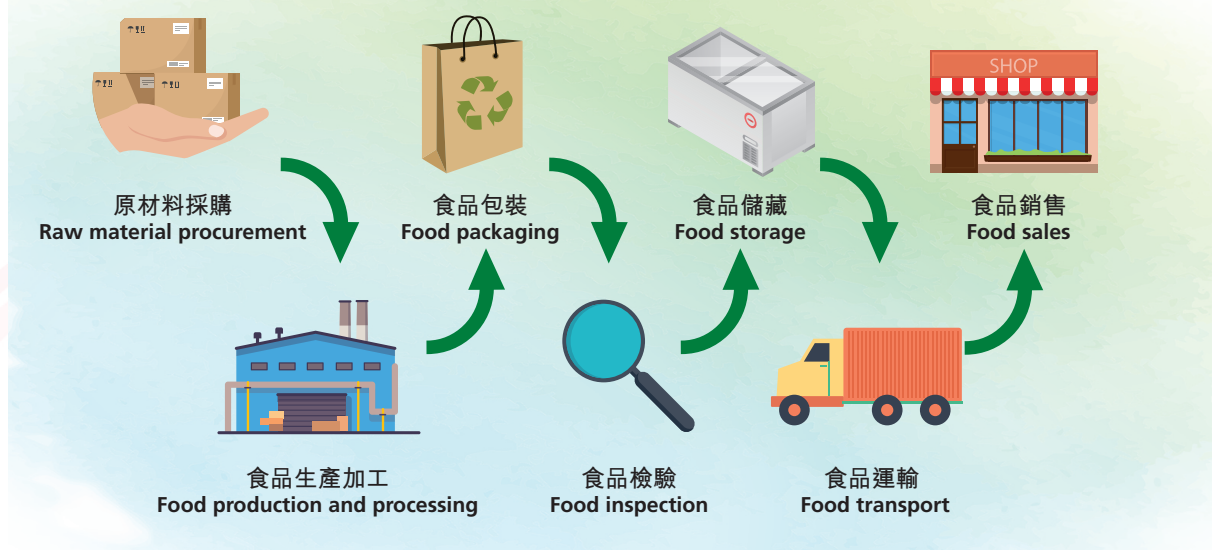 SHOP
原材料採購
Raw material procurement
食品生產加工
Food production and processing
食品包裝
Food packaging
食品檢驗
Food inspection
食品儲藏
Food storage
食品運輸
Food transport
食品銷售
Food sales